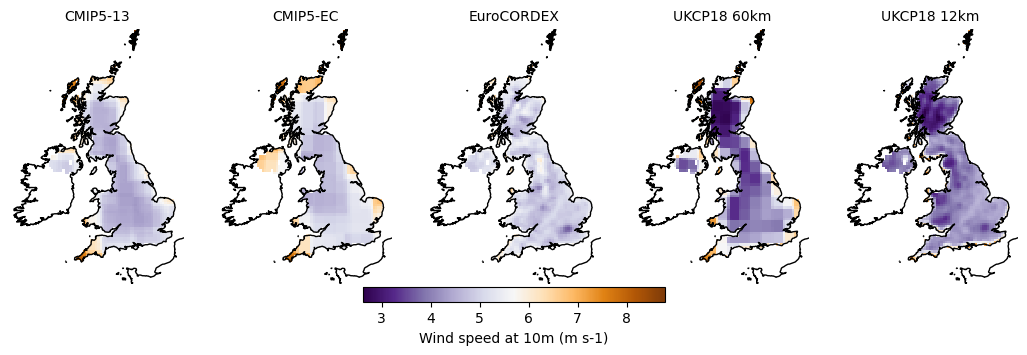 CMIP5-13
CMIP5-EC
EuroCORDEX
UKCP18 60km
UKCP18 12km
3 4 5 6 7 8
Wind speed at 10m (m s-1)